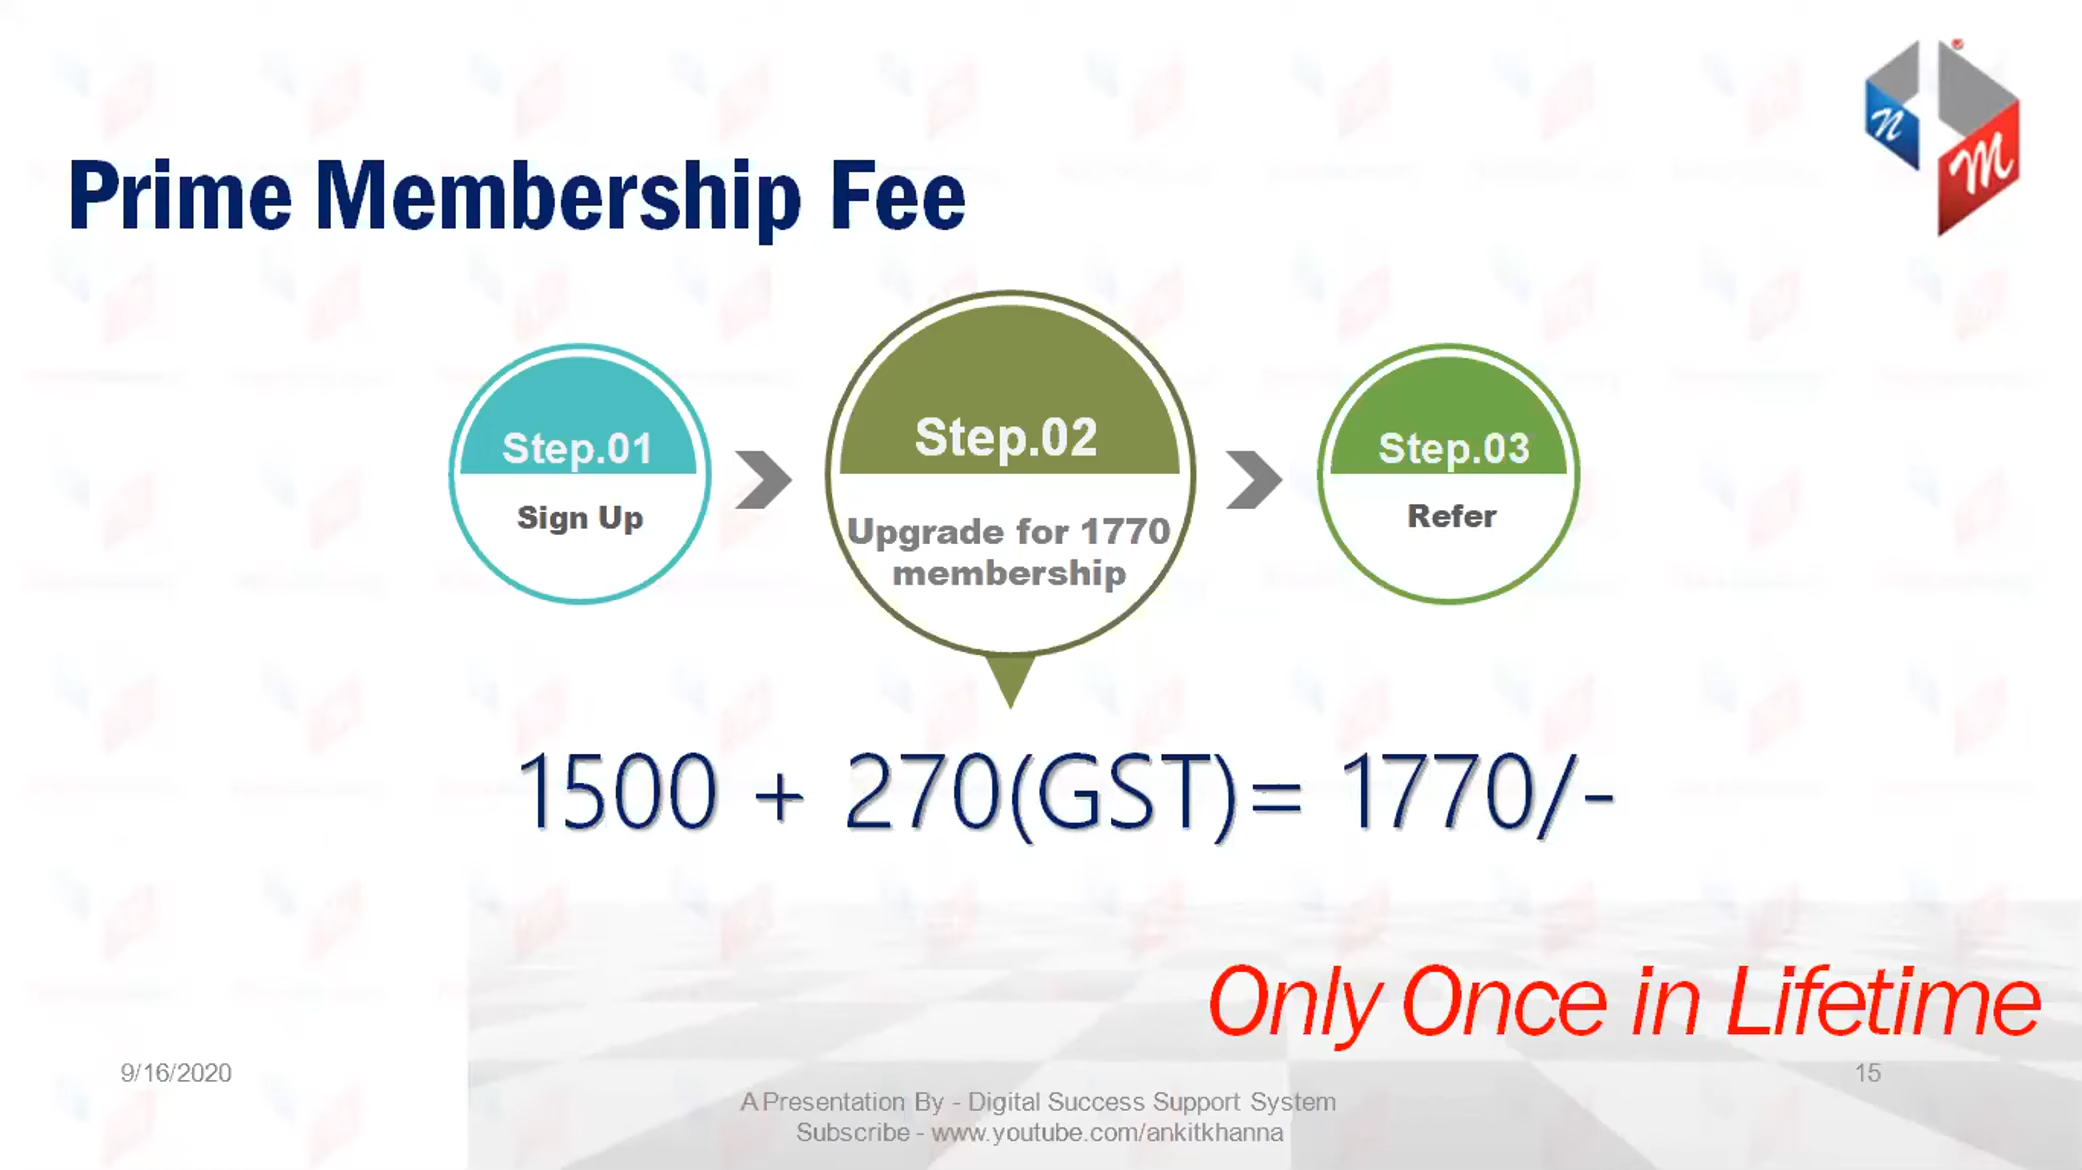 Prime Membership Fee
n
M
Step.01
Sign Up
Step.02
Upgrade for 1770
membership
Step.03
Refer
1500 + 270(GST)= 1770/-
Only Once in Lifetime
9/16/2020
15
A Presentation By - Digital Success Support System
Subscribe - www.youtube.com/ankitkhanna